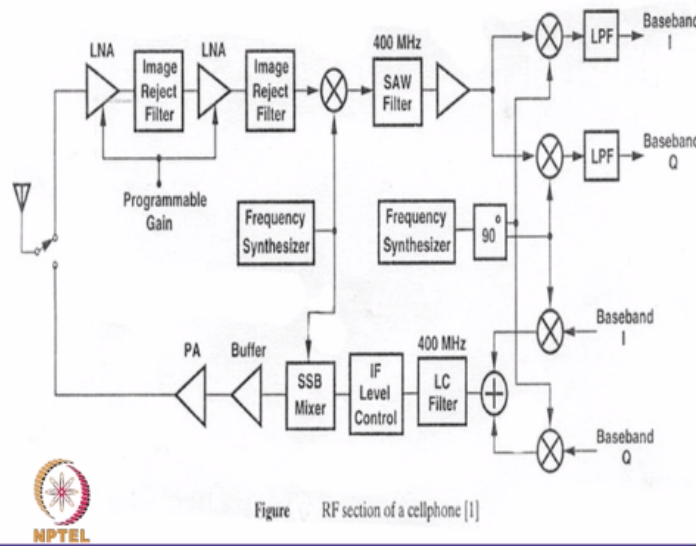 LNA
Image
Reject
Filter
LNA
Image
Reject
Filter
400 MHz
SAW
Filter
LPF
Baseband
I
LPF
Baseband
Q
Programmable
Gain
Frequency
Synthesizer
Frequency
Synthesizer
90°
PA
Buffer
SSB
Mixer
IF
Level
Control
400 MHz
LC
Filter
Baseband
I
Baseband
Q
Figure RF section of a cellphone [1]
NPTEL